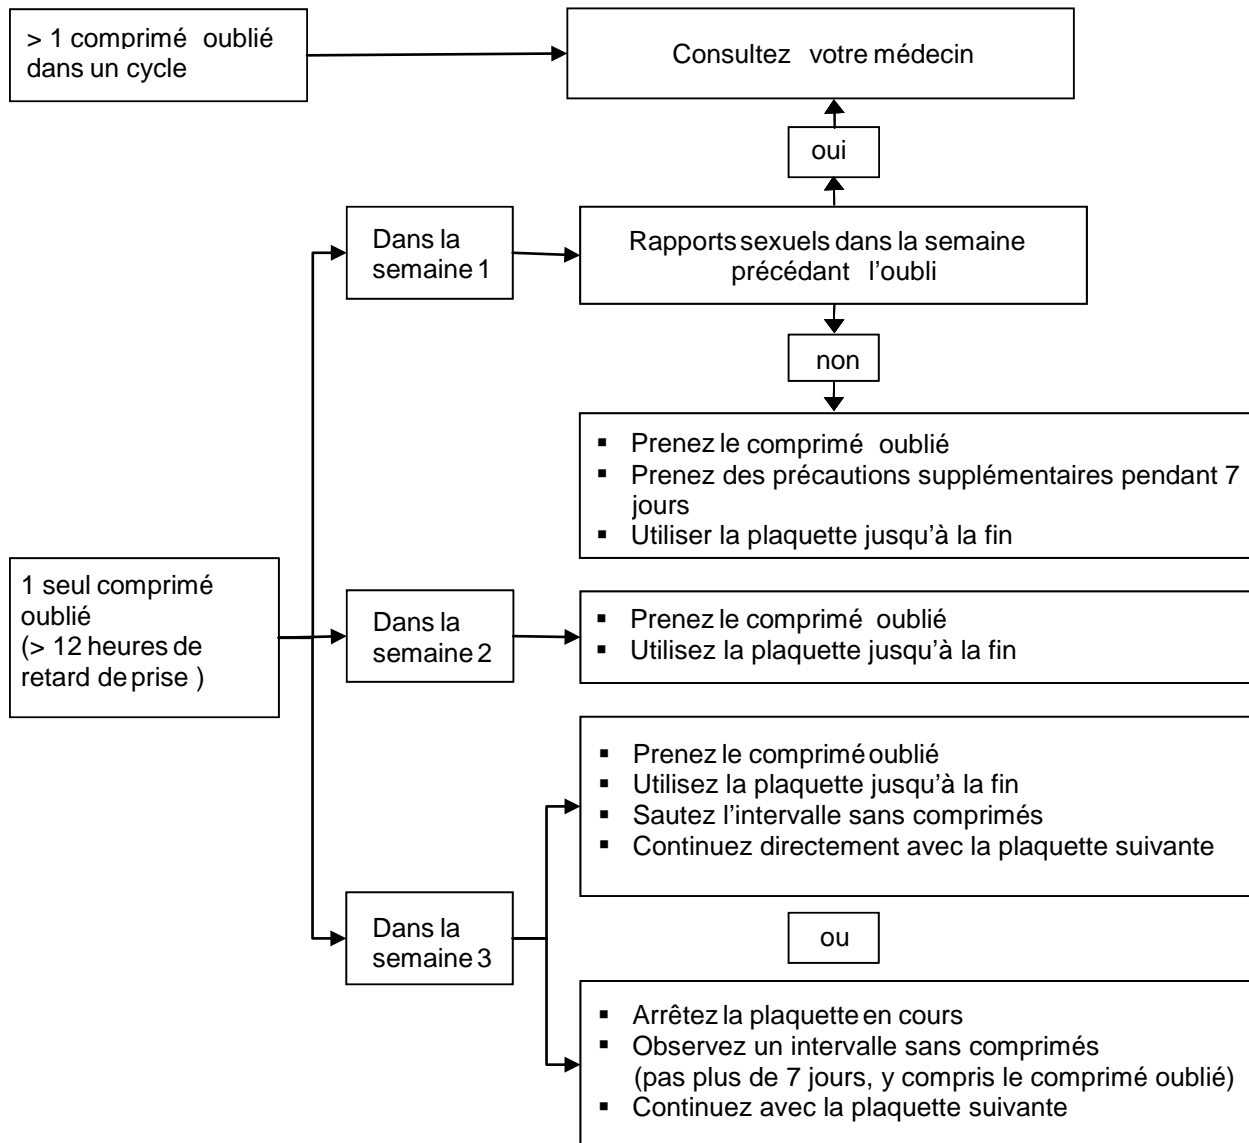 > 1 comprimé oublié
dans un cycle
Consultez votre médecin
oui
Dans la
semaine 1
Rapports sexuels dans la semaine
précédant l’oubli
non
▪ Prenez le comprimé oublié
▪ Prenez des précautions supplémentaires pendant 7
jours
▪ Utiliser la plaquette jusqu’à la fin
1 seul comprimé
oublié
(> 12 heures de
retard de prise )
Dans la
semaine 2
▪ Prenez le comprimé oublié
▪ Utilisez la plaquette jusqu’à la fin
Dans la
semaine 3
▪ Prenez le comprimé oublié
▪ Utilisez la plaquette jusqu’à la fin
▪ Sautez l’intervalle sans comprimés
▪ Continuez directement avec la plaquette suivante
ou
▪ Arrêtez la plaquette en cours
▪ Observez un intervalle sans comprimés
(pas plus de 7 jours, y compris le comprimé oublié)
▪ Continuez avec la plaquette suivante